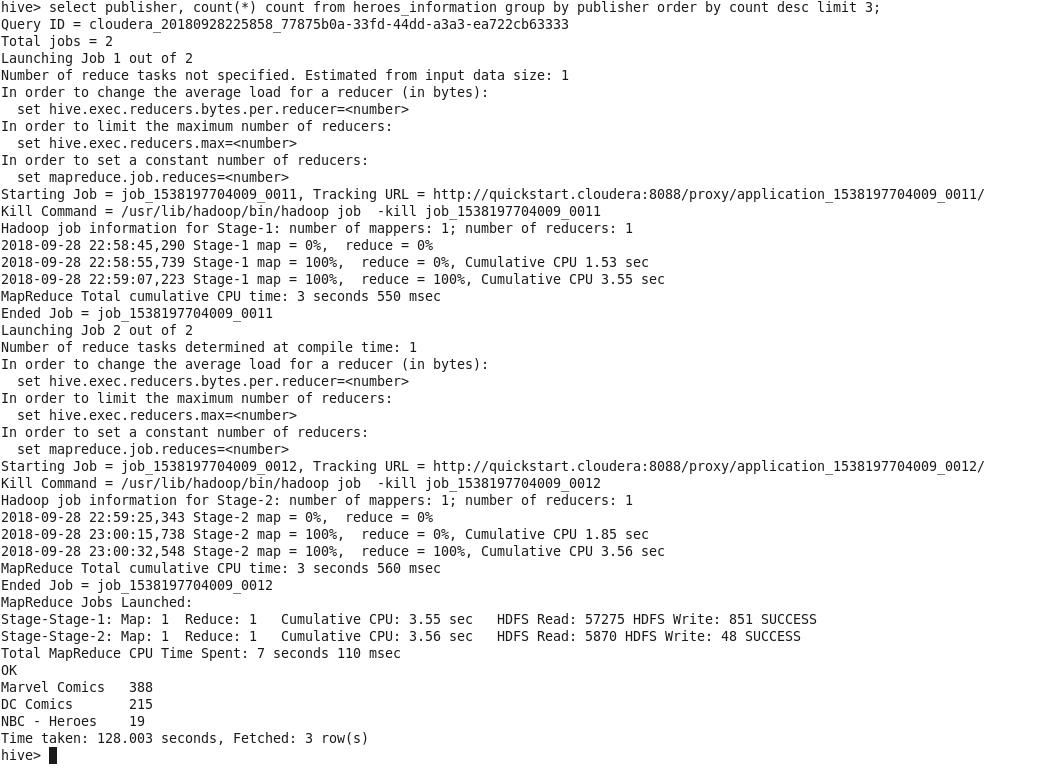 hive> select publisher, count(*) count from heroes_information group by publisher order by count desc limit 3;
Query ID = cloudera_20180928225858_77875b0a-33fd-44dd-a3a3-ea722cb63333
Total jobs = 2
Launching Job 1 out of 2
Number of reduce tasks not specified. Estimated from input data size: 1
In order to change the average load for a reducer (in bytes):
  set hive.exec.reducers.bytes.per.reducer=<number>
In order to limit the maximum number of reducers:
  set hive.exec.reducers.max=<number>
In order to set a constant number of reducers:
  set mapreduce.job.reduces=<number>
Starting Job = job_1538197704009_0011, Tracking URL = http://quickstart.cloudera:8088/proxy/application_1538197704009_0011/
Kill Command = /usr/lib/hadoop/bin/hadoop job  -kill job_1538197704009_0011
Hadoop job information for Stage-1: number of mappers: 1; number of reducers: 1
2018-09-28 22:58:45,290 Stage-1 map = 0%,  reduce = 0%
2018-09-28 22:58:55,739 Stage-1 map = 100%,  reduce = 0%, Cumulative CPU 1.53 sec
2018-09-28 22:59:07,223 Stage-1 map = 100%,  reduce = 100%, Cumulative CPU 3.55 sec
MapReduce Total cumulative CPU time: 3 seconds 550 msec
Ended Job = job_1538197704009_0011
Launching Job 2 out of 2
Number of reduce tasks determined at compile time: 1
In order to change the average load for a reducer (in bytes):
  set hive.exec.reducers.bytes.per.reducer=<number>
In order to limit the maximum number of reducers:
  set hive.exec.reducers.max=<number>
In order to set a constant number of reducers:
  set mapreduce.job.reduces=<number>
Starting Job = job_1538197704009_0012, Tracking URL = http://quickstart.cloudera:8088/proxy/application_1538197704009_0012/
Kill Command = /usr/lib/hadoop/bin/hadoop job  -kill job_1538197704009_0012
Hadoop job information for Stage-2: number of mappers: 1; number of reducers: 1
2018-09-28 22:59:25,343 Stage-2 map = 0%,  reduce = 0%
2018-09-28 23:00:15,738 Stage-2 map = 100%,  reduce = 0%, Cumulative CPU 1.85 sec
2018-09-28 23:00:32,548 Stage-2 map = 100%,  reduce = 100%, Cumulative CPU 3.56 sec
MapReduce Total cumulative CPU time: 3 seconds 560 msec
Ended Job = job_1538197704009_0012
MapReduce Jobs Launched:
Stage-Stage-1: Map: 1  Reduce: 1   Cumulative CPU: 3.55 sec   HDFS Read: 57275 HDFS Write: 851 SUCCESS
Stage-Stage-2: Map: 1  Reduce: 1   Cumulative CPU: 3.56 sec   HDFS Read: 5870 HDFS Write: 48 SUCCESS
Total MapReduce CPU Time Spent: 7 seconds 110 msec
OK
Marvel Comics   388
DC Comics       215
NBC - Heroes    19
Time taken: 128.003 seconds, Fetched: 3 row(s)
hive>